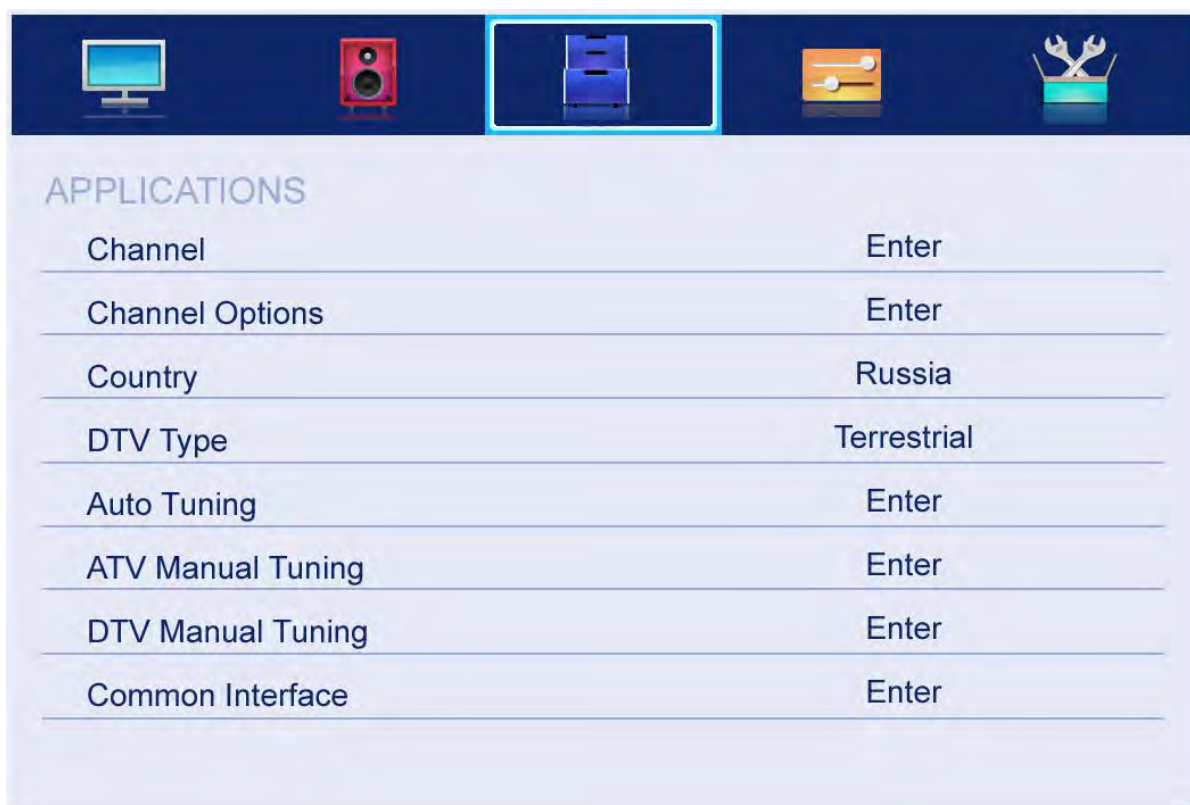 APPLICATIONS
Channel Enter
Channel Options Enter
Country Russia
DTV Type Terrestrial
Auto Tuning Enter
ATV Manual Tuning Enter
DTV Manual Tuning Enter
Common Interface Enter